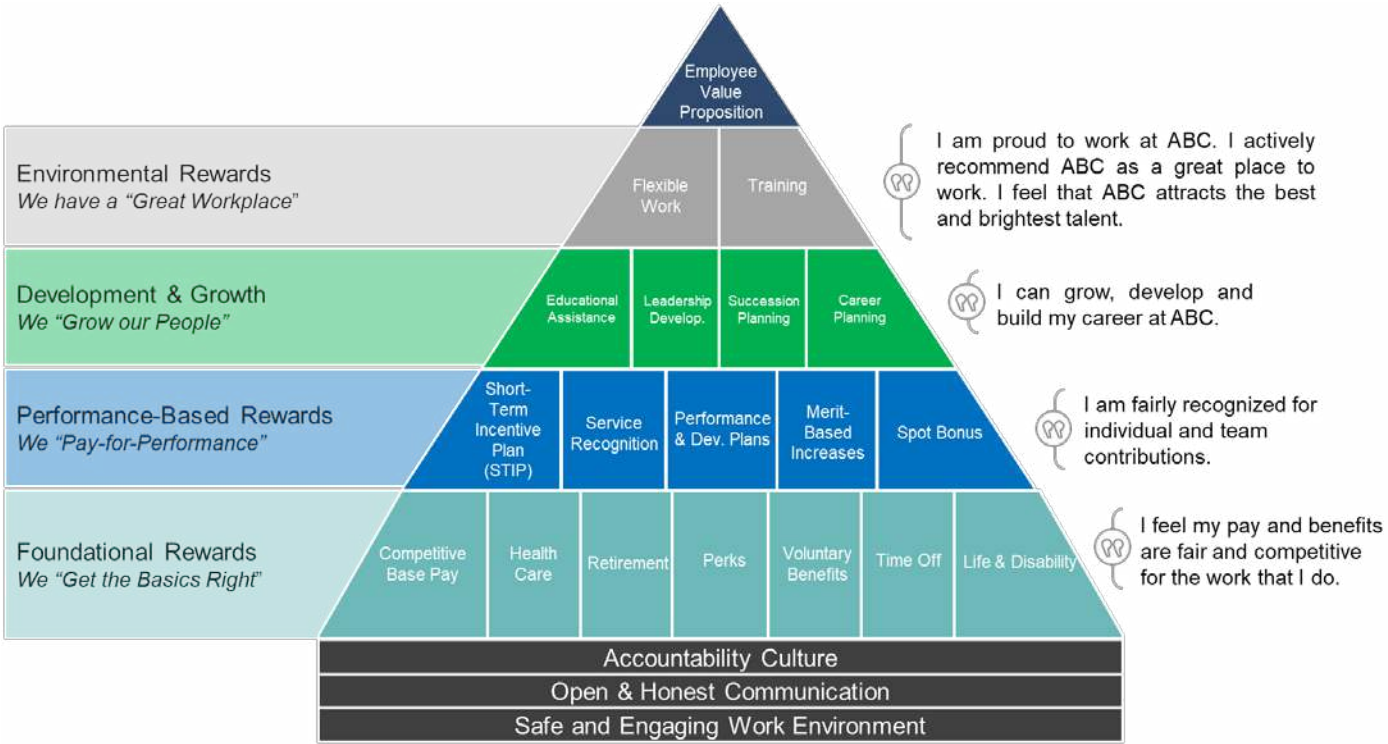 Employee
Value
Proposition
Environmental Rewards
We have a “Great Workplace”
Flexible
Work
Training
I am proud to work at ABC. I actively
recommend ABC as a great place to
work. I feel that ABC attracts the best
and brightest talent.
Development & Growth
We “Grow our People”
Educational
Assistance
Leadership
Develop.
Succession
Planning
Career
Planning
I can grow, develop and
build my career at ABC.
Performance-Based Rewards
We “Pay-for-Performance”
Short-
Term
Incentive
Plan
(STIP)
Service
Recognition
Performance
& Dev. Plans
Merit-
Based
Increases
Spot Bonus
I am fairly recognized for
individual and team
contributions.
Foundational Rewards
We “Get the Basics Right”
Competitive
Base Pay
Health
Care
Retirement
Perks
Voluntary
Benefits
Time Off
Life & Disability
I feel my pay and benefits
are fair and competitive
for the work that I do.
Accountability Culture
Open & Honest Communication
Safe and Engaging Work Environment